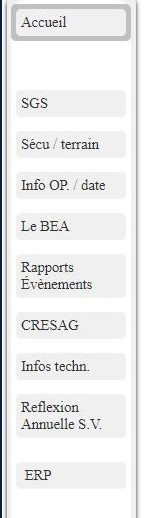 Accueil
SGS
Sécu / terrain
Info OP. / date
Le BEA
Rapports
Évènements
CRESAG
Infos techn.
Reflexion
Annuelle S.V.
ERP